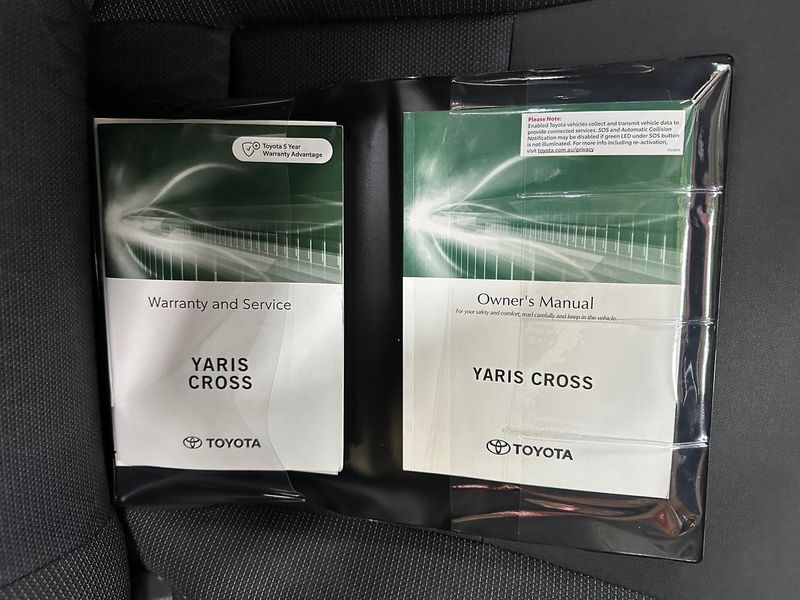 Toyota 5 Year
Warranty Advantage
Warranty and Service
YARIS
CROSS
TOYOTA
Please Note:
Enabled Toyota vehicles collect and transmit vehicle data to
provide connected services. SOS and Automatic Collision
Notification may be disabled if green LED under SOS button
is not illuminated. For more info including re-activation,
visit toyota.com.au/privacy
Owner's Manual
For your safety and comfort, read carefully and keep in the vehicle.
YARIS CROSS
TOYOTA